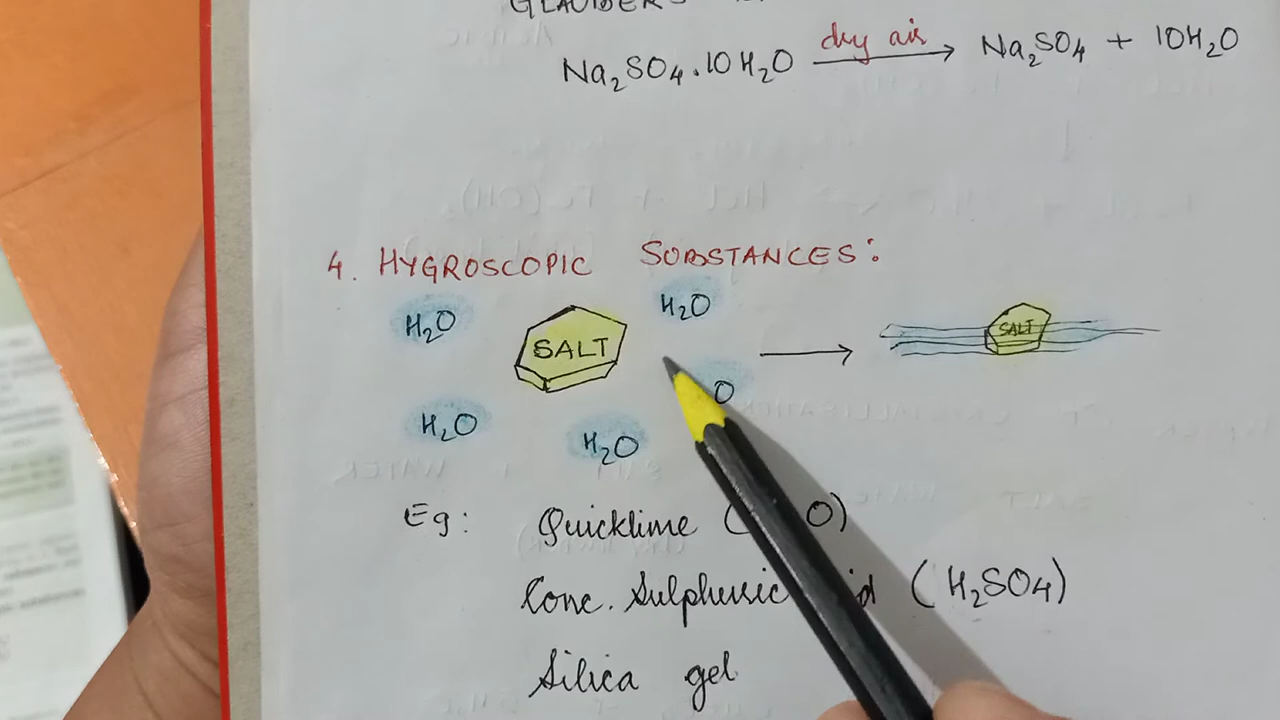 dry air
Na₂SO₄.10H₂O → Na₂SO₄ + 10H₂O
4. HYGROSCOPIC SUBSTANCES:
H₂O SALT H₂O → SALT
O
H₂O H₂O
Eg: Quicklime ( O)
Conc. Sulphuric (H₂SO₄)
Silica gel